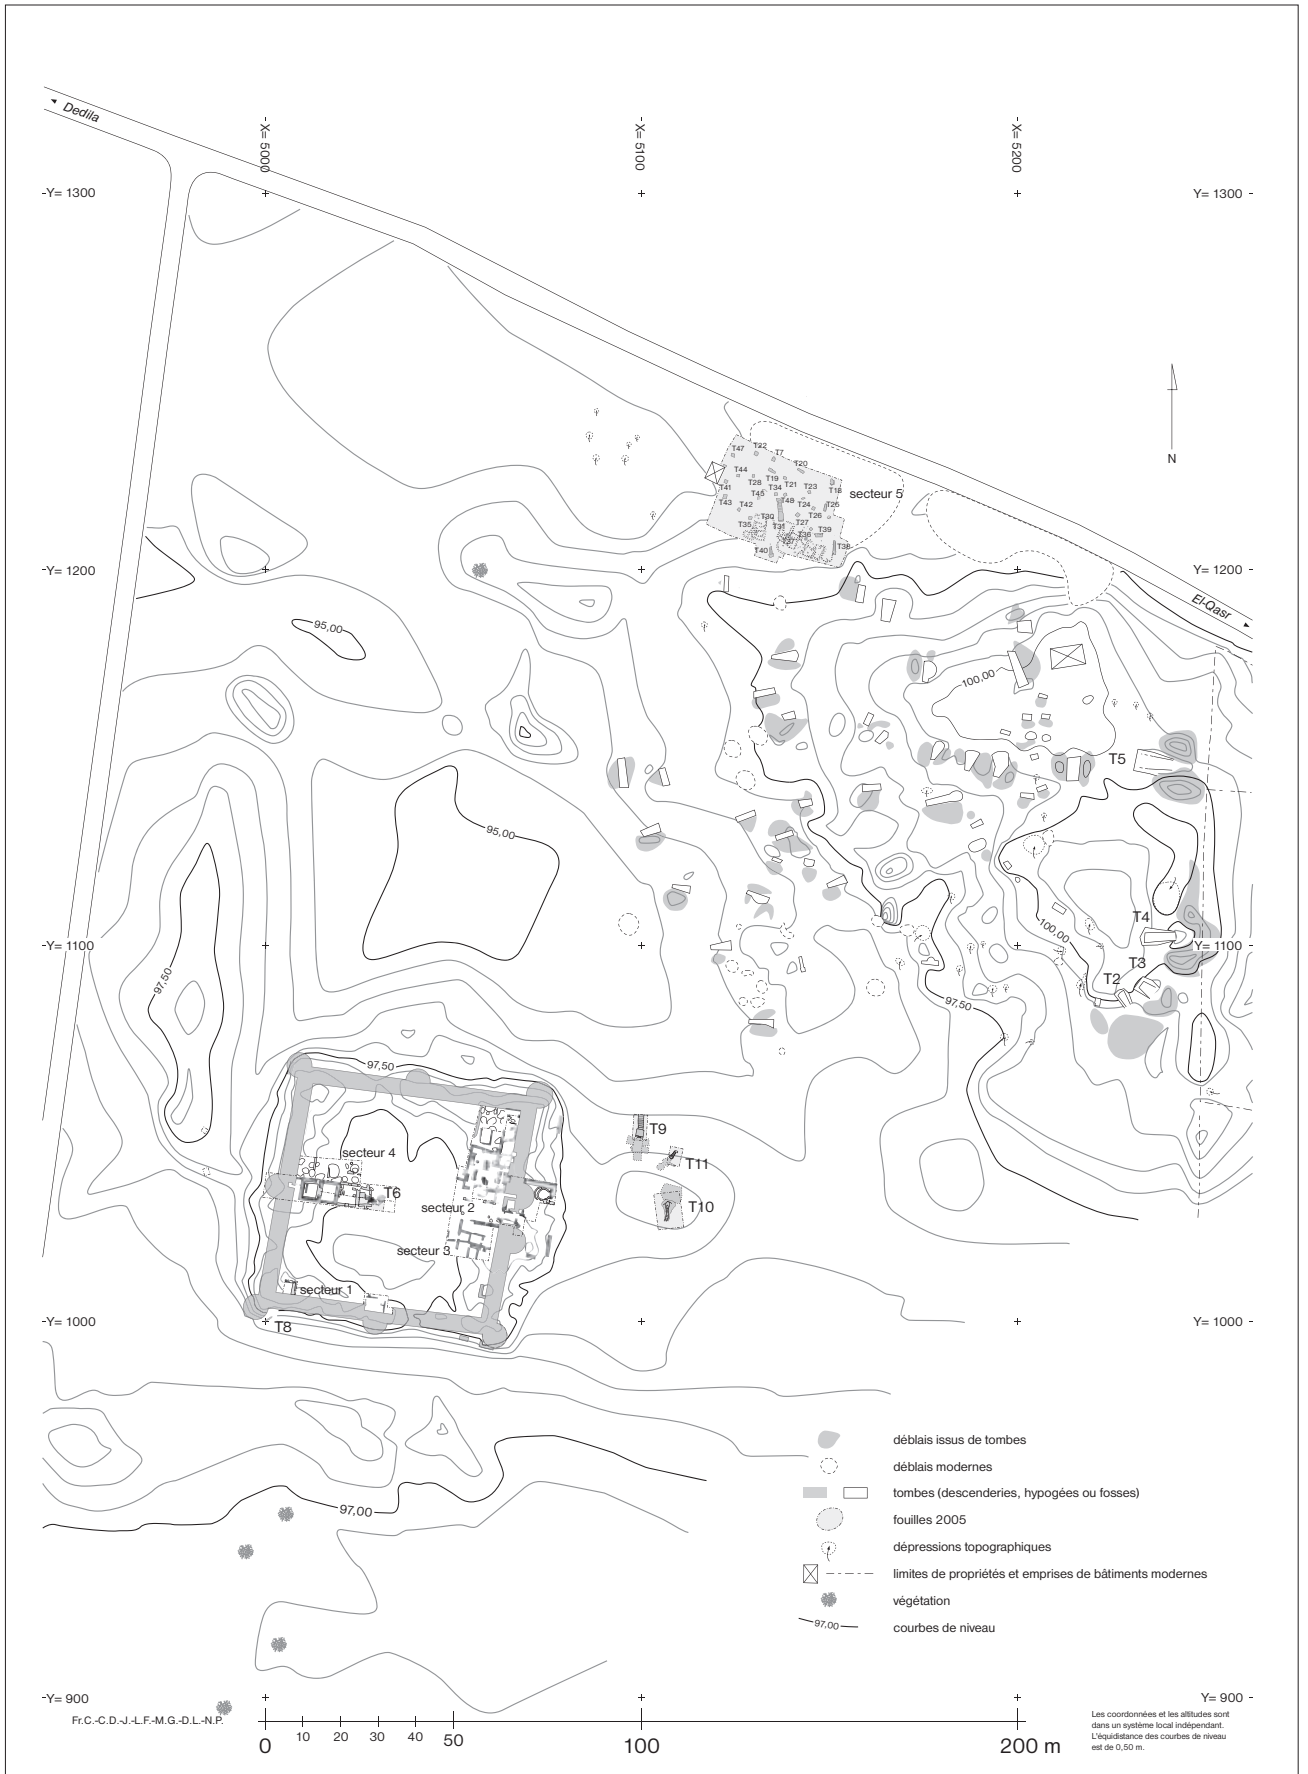 Dedila
X= 5000
X= 5100
X= 5200
Y= 1300
Y= 1300
N
T47
T22
T7
T20
T44
T19
T28
T21
T41
T34
T23
T18
T43
T45
T48
secteur 5
T42
T24
T25
T30
T26
T35
T31
T27
T39
T36
T37
T38
T40
Y= 1200
Y= 1200
El-Qasr
95,00
100,00
T5
95,00
T4
100,00
Y= 1100
Y= 1100
T3
97,50
T2
97,50
97,50
T9
secteur 4
T11
T6
secteur 2
T10
secteur 3
secteur 1
Y= 1000
T8
Y= 1000
97,00
déblais issus de tombes
déblais modernes
tombes (descenderies, hypogées ou fosses)
fouilles 2005
dépressions topographiques
limites de propriétés et emprises de bâtiments modernes
végétation
97,00
courbes de niveau
Y= 900
Y= 900
Fr.C.-C.D.-J.-L.F.-M.G.-D.L.-N.P.
10 20 30 40 50
0 100 200 m
Les coordonnées et les altitudes sont
dans un système local indépendant.
L'équidistance des courbes de niveau
est de 0,50 m.